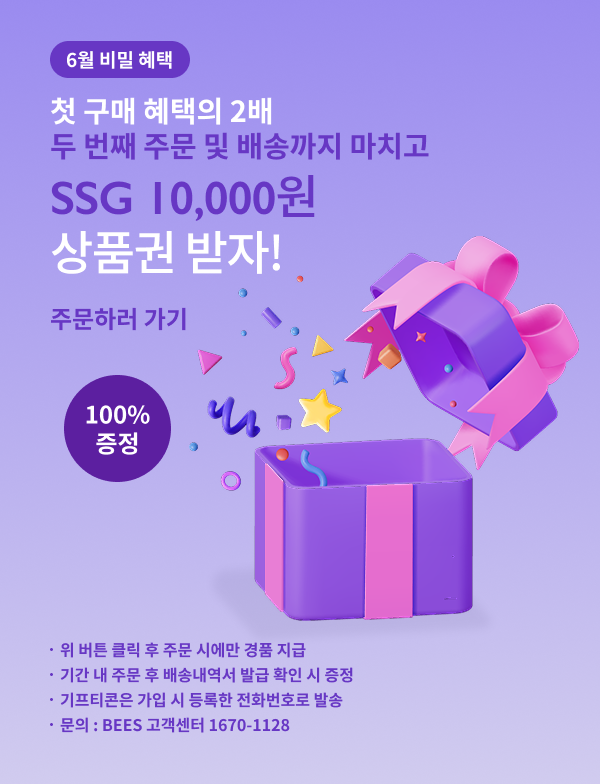 6월 비밀 혜택
첫 구매 혜택의 2배
두 번째 주문 및 배송까지 마치고
SSG 10,000원
상품권 받자!
주문하러 가기
100%
증정
· 위 버튼 클릭 후 주문 시에만 경품 지급
· 기간 내 주문 후 배송내역서 발급 확인 시 증정
· 기프티콘은 가입 시 등록한 전화번호로 발송
· 문의 : BEES 고객센터 1670-1128